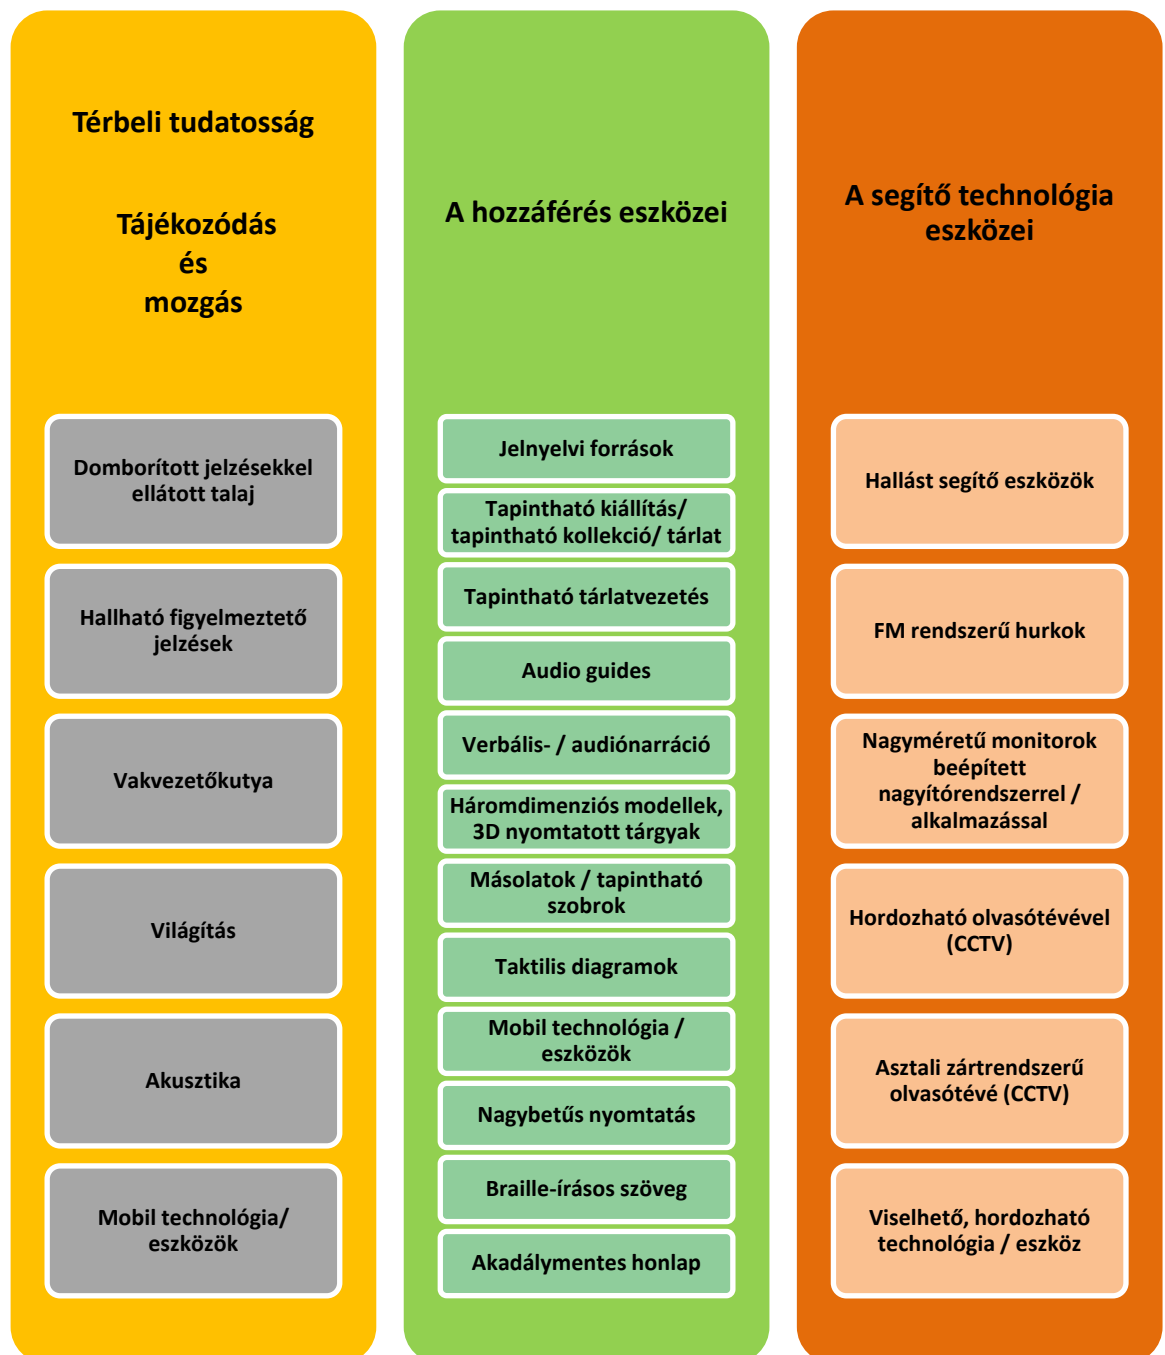 Térbeli tudatosság
Tájékozódás
és
mozgás
Domborított jelzésekkel
ellátott talaj
Hallható figyelmeztető
jelzések
Vakvezetőkutya
Világítás
Akusztika
Mobil technológia/
eszközök
A hozzáférés eszközei
Jelnyelvi források
Tapintható kiállítás/
tapintható kollekció/ tárlat
Tapintható tárlatvezetés
Audio guides
Verbális- / audiónarráció
Háromdimenziós modellek,
3D nyomtatott tárgyak
Másolatok / tapintható
szobrok
Taktilis diagramok
Mobil technológia /
eszközök
Nagybetűs nyomtatás
Braille-írásos szöveg
Akadálymentes honlap
A segítő technológia
eszközei
Hallást segítő eszközök
FM rendszerű hurkok
Nagyméretű monitorok
beépített
nagyítórendszerrel /
alkalmazással
Hordozható olvasótévével
(CCTV)
Asztali zártrendszerű
olvasótévé (CCTV)
Viselhető, hordozható
technológia / eszköz